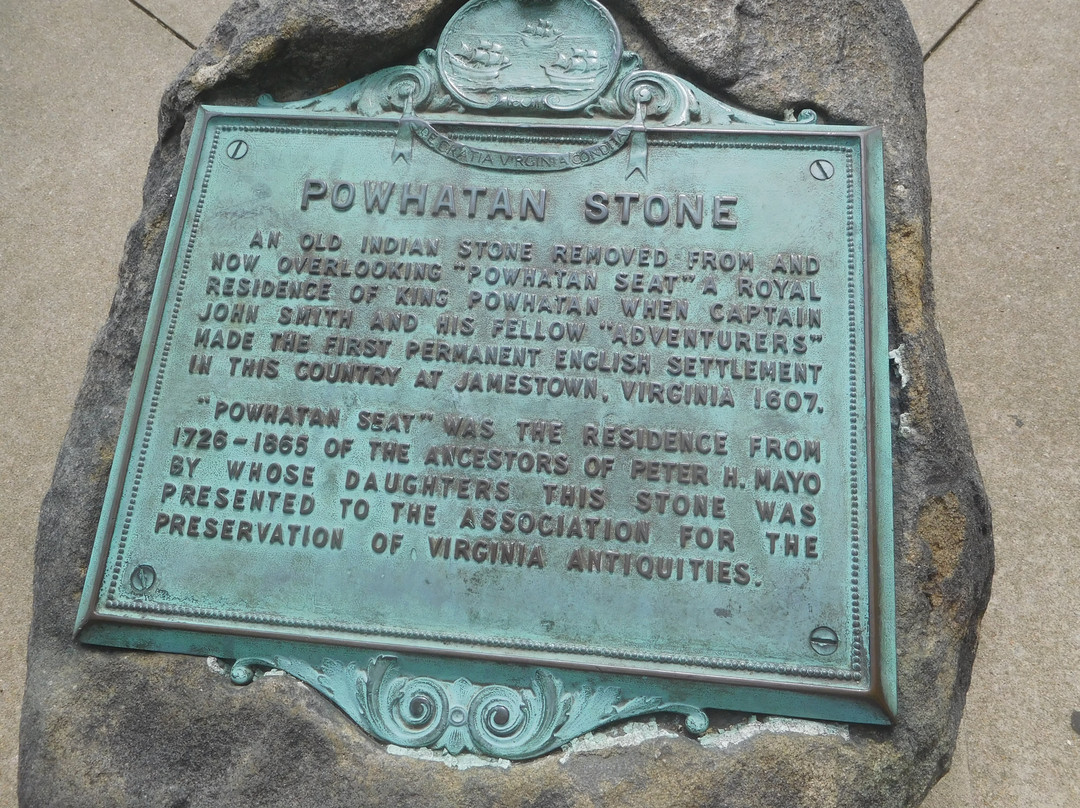 GRATIA VIRGINIA CONDITA
POWHATAN STONE
AN OLD INDIAN STONE REMOVED FROM AND
NOW OVERLOOKING "POWHATAN SEAT" A ROYAL
RESIDENCE OF KING POWHATAN WHEN CAPTAIN
JOHN SMITH AND HIS FELLOW "ADVENTURERS"
MADE THE FIRST PERMANENT ENGLISH SETTLEMENT
IN THIS COUNTRY AT JAMESTOWN, VIRGINIA 1607.
"POWHATAN SEAT" WAS THE RESIDENCE FROM
1726-1865 OF THE ANCESTORS OF PETER H. MAYO
BY WHOSE DAUGHTERS THIS STONE WAS
PRESENTED TO THE ASSOCIATION FOR THE
PRESERVATION OF VIRGINIA ANTIQUITIES.